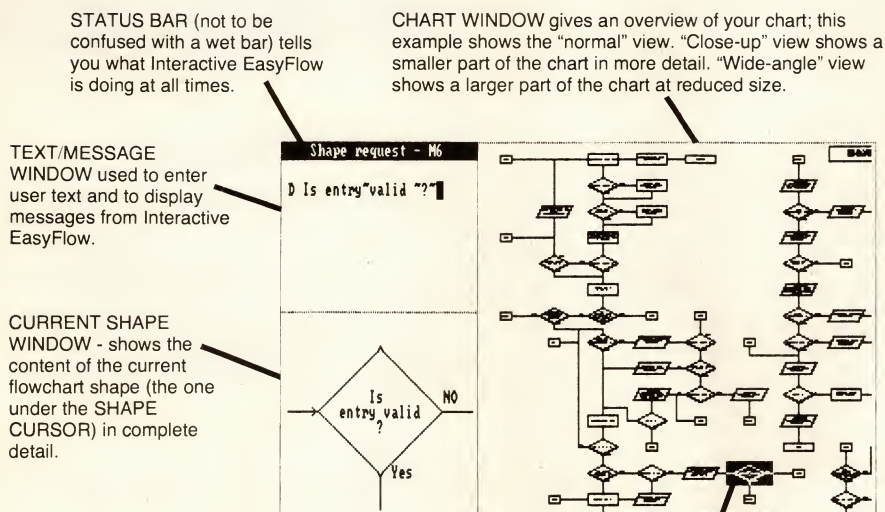 STATUS BAR (not to be
confused with a wet bar) tells
you what Interactive EasyFlow
is doing at all times.
CHART WINDOW gives an overview of your chart; this
example shows the “normal” view. “Close-up” view shows a
smaller part of the chart in more detail. “Wide-angle” view
shows a larger part of the chart at reduced size.
TEXT/MESSAGE
WINDOW used to enter
user text and to display
messages from Interactive
EasyFlow.
Shape request - M6
D Is entry~valid ~?~
CURRENT SHAPE
WINDOW - shows the
content of the current
flowchart shape (the one
under the SHAPE
CURSOR) in complete
detail.
Is
entry valid
?
NO
Yes